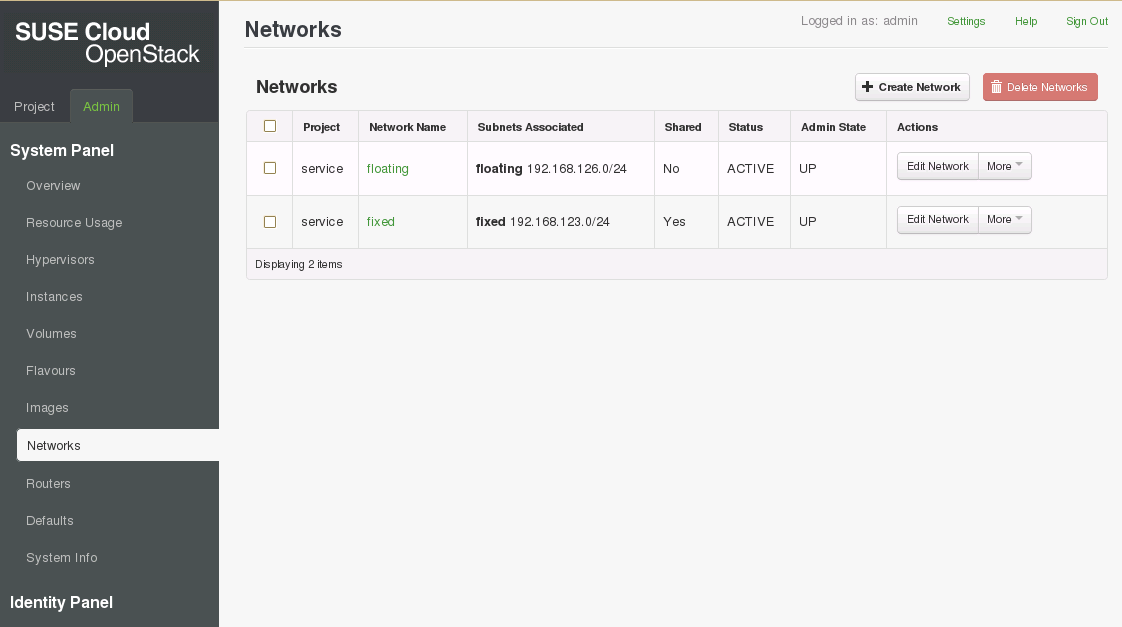 SUSE Cloud
OpenStack
Project Admin
System Panel
Overview
Resource Usage
Hypervisors
Instances
Volumes
Flavours
Images
Networks
Routers
Defaults
System Info
Identity Panel
Networks
Logged in as: admin Settings Help Sign Out
Networks
Create Network Delete Networks
Project Network Name Subnets Associated Shared Status Admin State Actions
service floating floating 192.168.126.0/24 No ACTIVE UP Edit Network More
service fixed fixed 192.168.123.0/24 Yes ACTIVE UP Edit Network More
Displaying 2 items